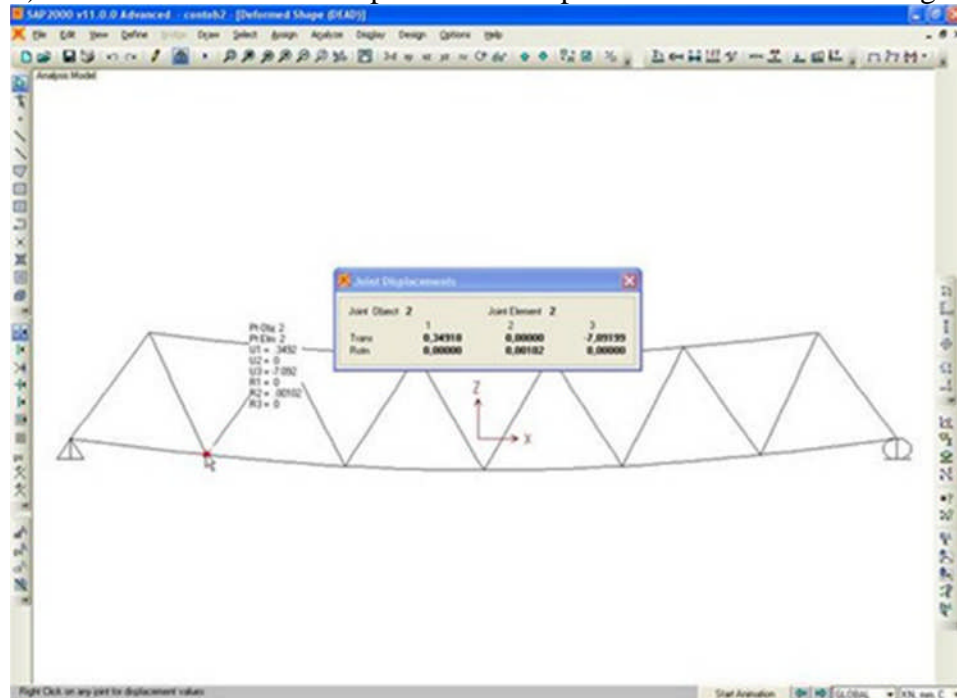 SAP2000 v11.0.0 Advanced - contoh2 - [Deformed Shape (DEAD)]
File Edit View Define Bridge Draw Select Assign Analyze Display Design Options Help
Analysis Model
Joint Displacements
Joint Object 2 Joint Element 2
1 2 3
Trans 0,34918 0,00000 -7,09199
Rotn 0,00000 0,00102 0,00000
Pt Obj: 2
Pt Elm: 2
U1 = .3492
U2 = 0
U3 = -7.092
R1 = 0
R2 = .00102
R3 = 0
Z
X
Right Click on any joint for displacement values
Start Animation GLOBAL KN, mm, C